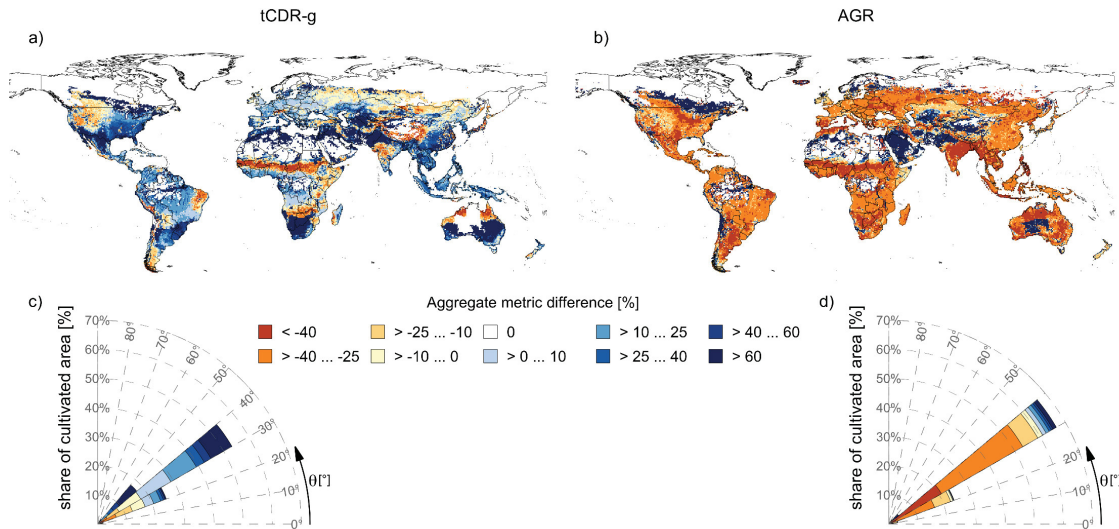 tCDR-g
AGR
a)
b)
c)
d)
Aggregate metric difference [%]
< -40
> -25 ... -10
0
> 10 ... 25
> 40 ... 60
> -40 ... -25
> -10 ... 0
> 0 ... 10
> 25 ... 40
> 60
share of cultivated area [%]
70%
60%
50%
40%
30%
20%
10%
80°
70°
60°
50°
40°
30°
20°
10°
0°
θ[°]
share of cultivated area [%]
70%
60%
50%
40%
30%
20%
10%
80°
70°
60°
50°
20°
10°
0°
θ[°]